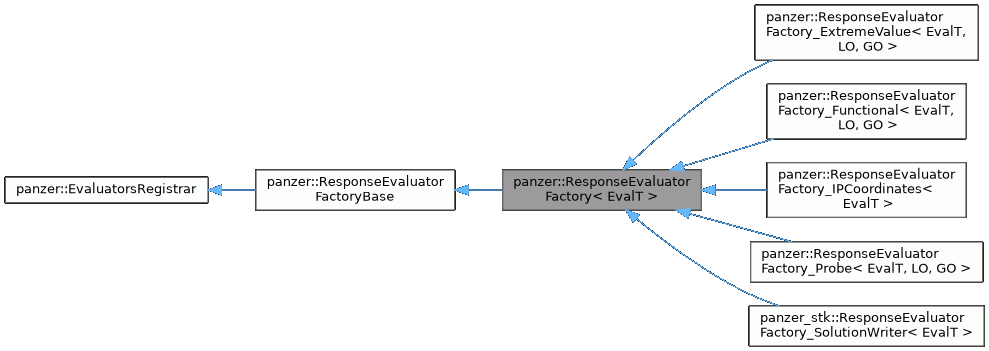 panzer::EvaluatorsRegistrar
panzer::ResponseEvaluator
FactoryBase
panzer::ResponseEvaluator
Factory< EvalT >
panzer::ResponseEvaluator
Factory_ExtremeValue< EvalT,
LO, GO >
panzer::ResponseEvaluator
Factory_Functional< EvalT,
LO, GO >
panzer::ResponseEvaluator
Factory_IPCoordinates<
EvalT >
panzer::ResponseEvaluator
Factory_Probe< EvalT, LO, GO >
panzer_stk::ResponseEvaluator
Factory_SolutionWriter< EvalT >